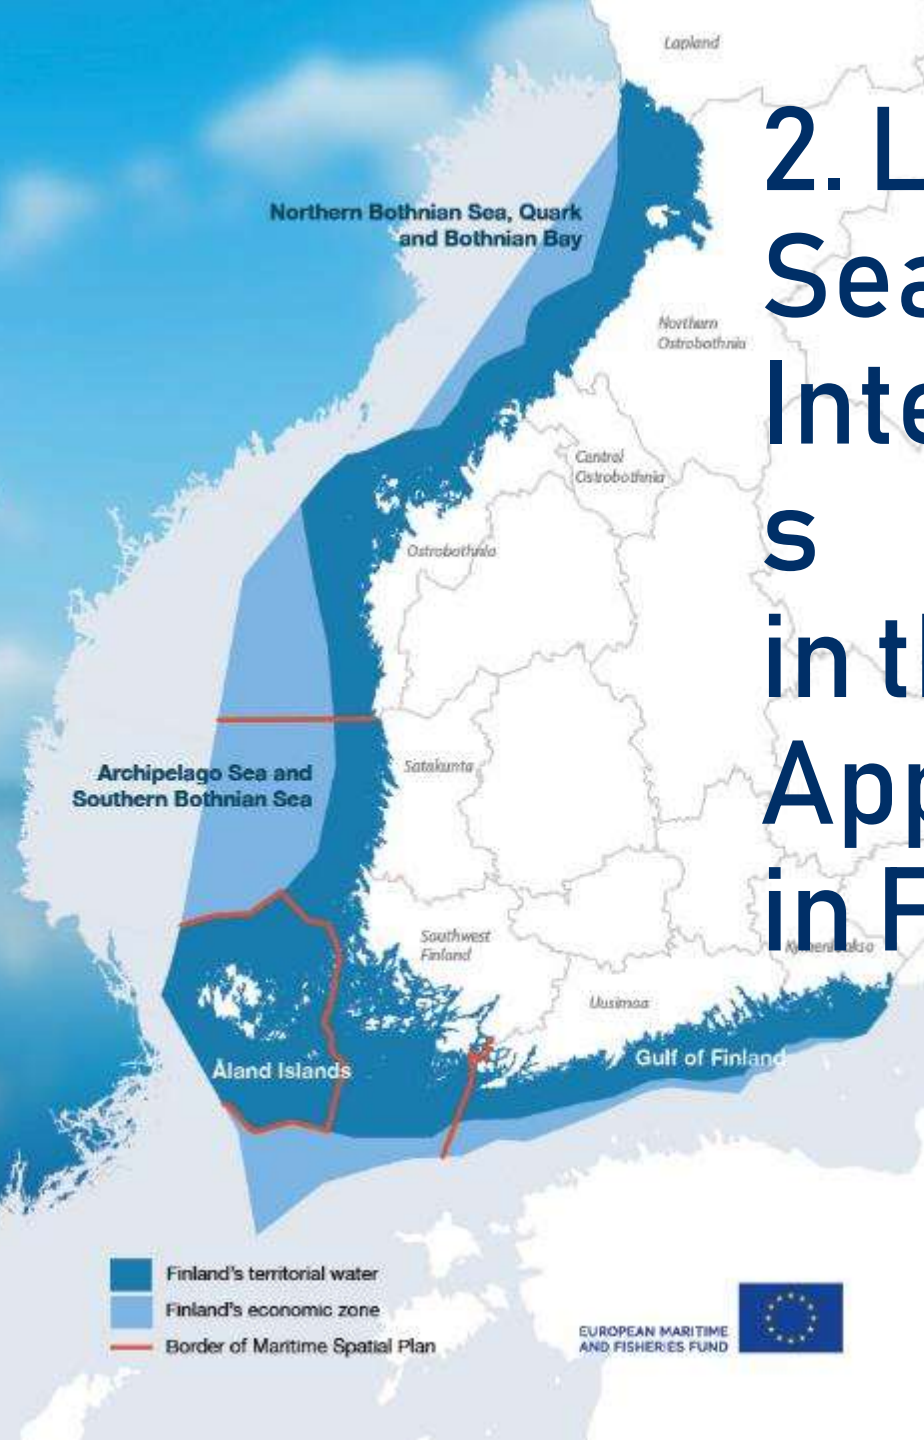 Lapland
2. L
Northern Bothnian Sea, Quark
and Bothnian Bay
Sea
Northern
Ostrobothnia
Inte
Central
Ostrobothnia
s
Ostrobothnia
in th
Archipelago Sea and
Southern Bothnian Sea
Satakunta
App
in F
Southwest
Finland
Kymenlaakso
Uusimaa
Gulf of Finland
Åland Islands
Finland's territorial water
Finland's economic zone
Border of Maritime Spatial Plan
EUROPEAN MARITIME
AND FISHERIES FUND